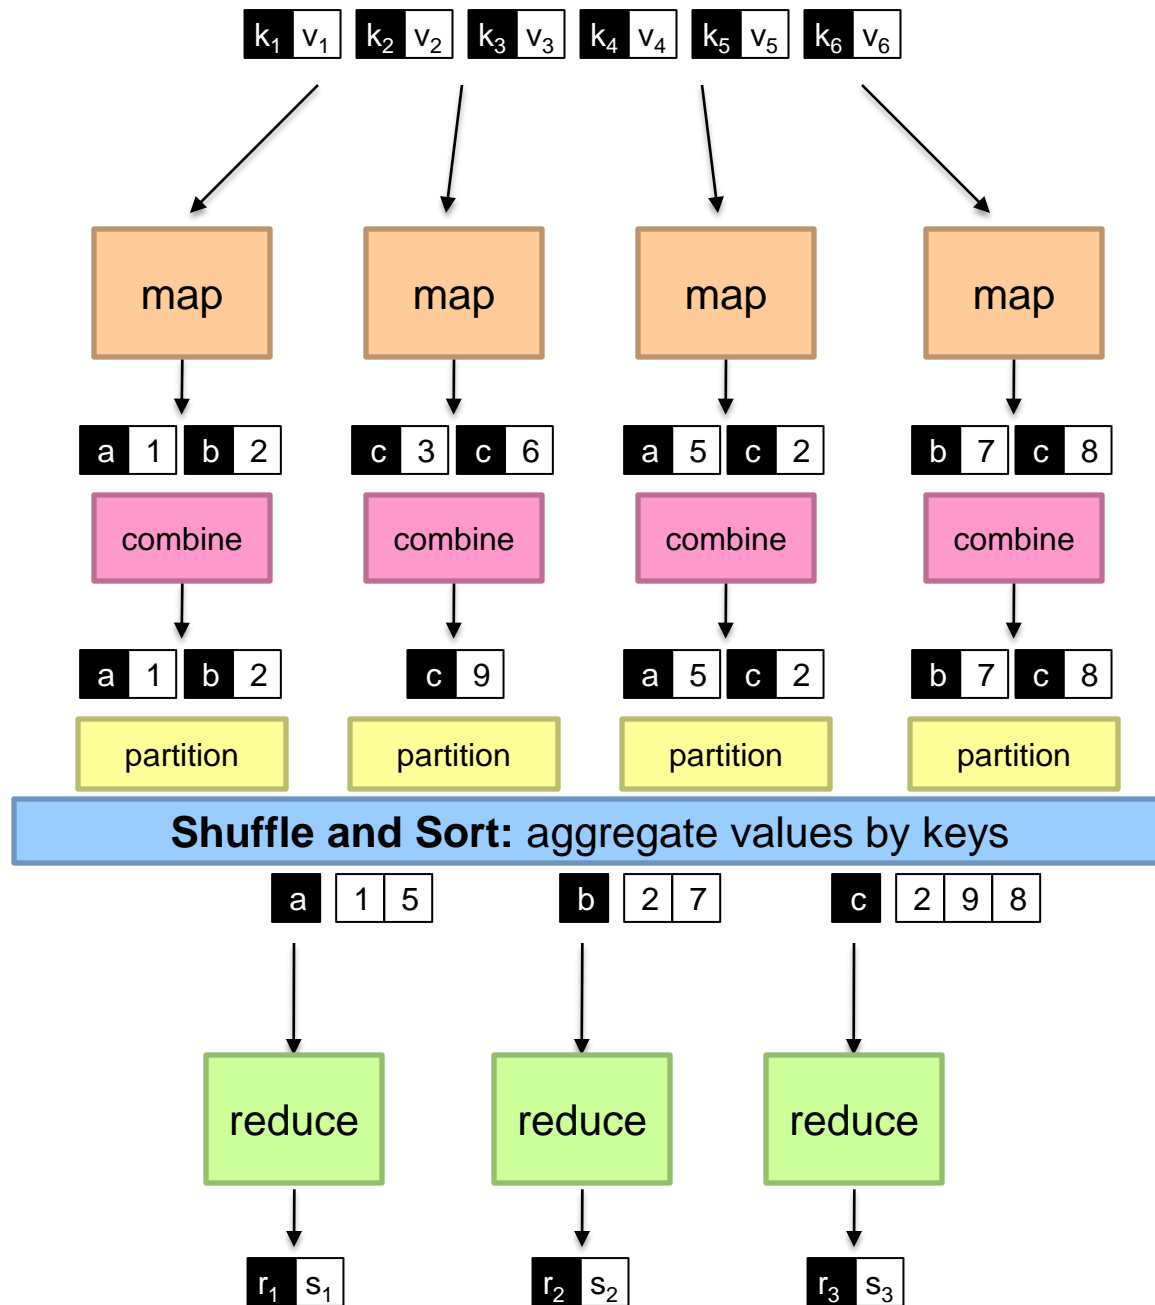 k₁ v₁ k₂ v₂ k₃ v₃ k₄ v₄ k₅ v₅ k₆ v₆
map map map map
a 1 b 2 c 3 c 6 a 5 c 2 b 7 c 8
combine combine combine combine
a 1 b 2 c 9 a 5 c 2 b 7 c 8
partition partition partition partition
Shuffle and Sort: aggregate values by keys
a 1 5 b 2 7 c 2 9 8
reduce reduce reduce
r₁ s₁ r₂ s₂ r₃ s₃